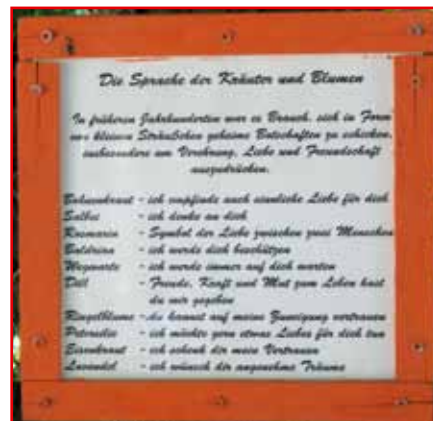 Die Sprache der Kräuter und Blumen
In früheren Jahrhunderten war es Brauch, sich in Form
von kleinen Sträußchen geheime Botschaften zu schicken,
insbesondere um Verehrung, Liebe und Freundschaft
auszudrücken.
Bohnenkraut - ich empfinde auch sinnliche Liebe für dich
Salbei - ich denke an dich
Rosmarin - Symbol der Liebe zwischen zwei Menschen
Baldrian - ich werde dich beschützen
Wegwarte - ich werde immer auf dich warten
Dill - Freude, Kraft und Mut zum Leben hast
du mir gegeben
Ringelblume - du kannst auf meine Zuneigung vertrauen
Petersilie - ich möchte gern etwas Liebes für dich tun
Eisenkraut - ich schenk dir mein Vertrauen
Lavendel - ich wünsch dir angenehme Träume